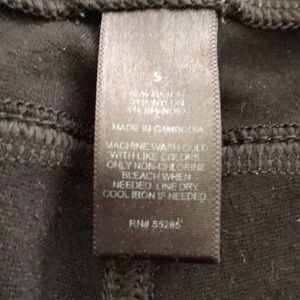 S
NYLON
MADE IN CAMBODIA
MACHINE WASH COLD
WITH LIKE COLORS
ONLY NON-CHLORINE
BLEACH WHEN
NEEDED LINE DRY
COOL IRON IF NEEDED
RN# 55285